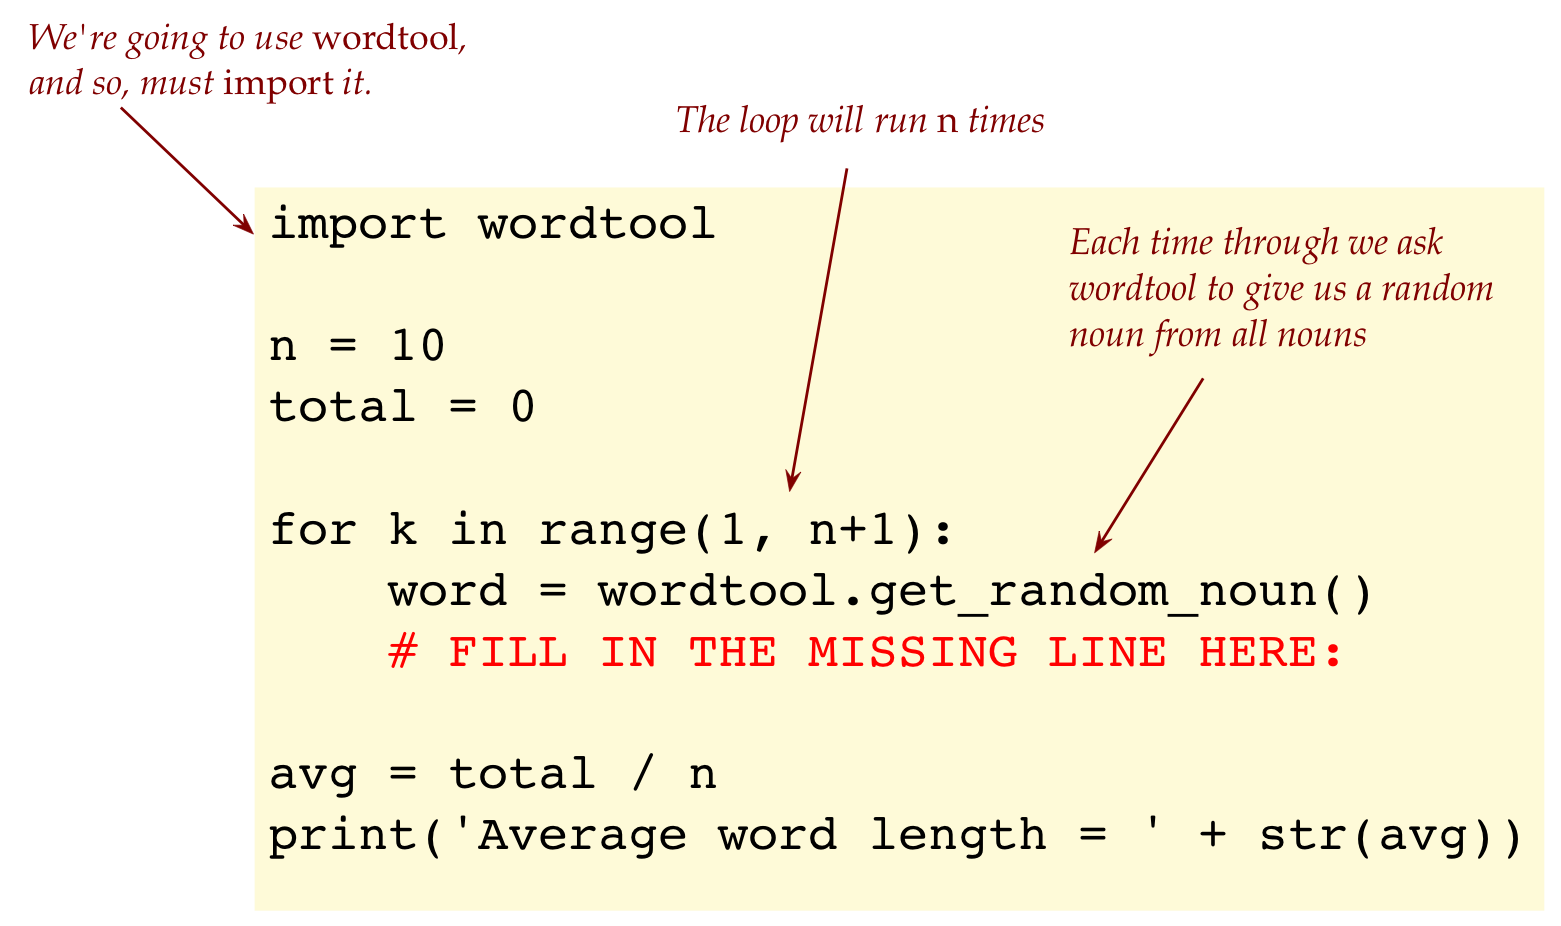 We're going to use wordtool,
and so, must import it.
The loop will run n times
import wordtool
Each time through we ask
wordtool to give us a random
noun from all nouns
n = 10
total = 0
for k in range(1, n+1):
    word = wordtool.get_random_noun()
    # FILL IN THE MISSING LINE HERE:
avg = total / n
print('Average word length = ' + str(avg))